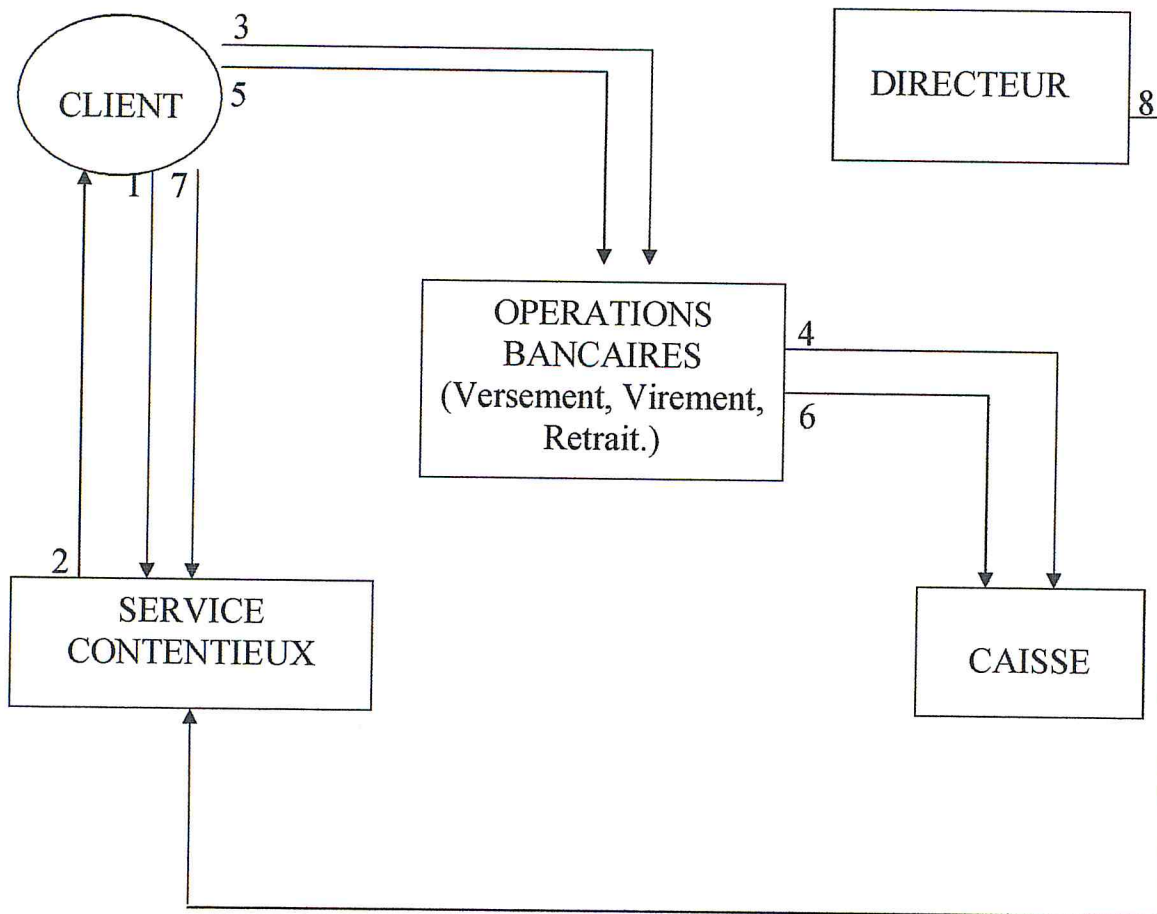 3
DIRECTEUR
8
CLIENT
5
1
7
OPERATIONS
BANCAIRES
(Versement, Virement,
Retrait.)
4
6
2
SERVICE
CONTENTIEUX
CAISSE